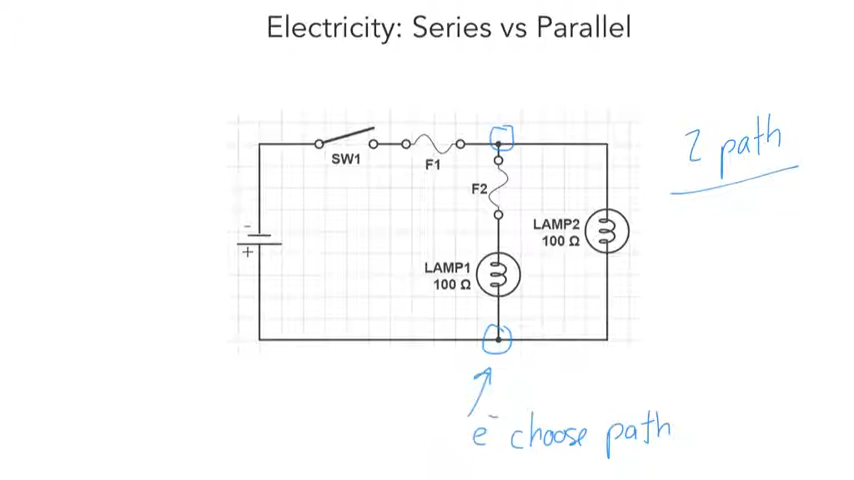 Electricity: Series vs Parallel
2 path
SW1
F1
F2
LAMP2
100 Ω
-
+
LAMP1
100 Ω
e⁻ choose path